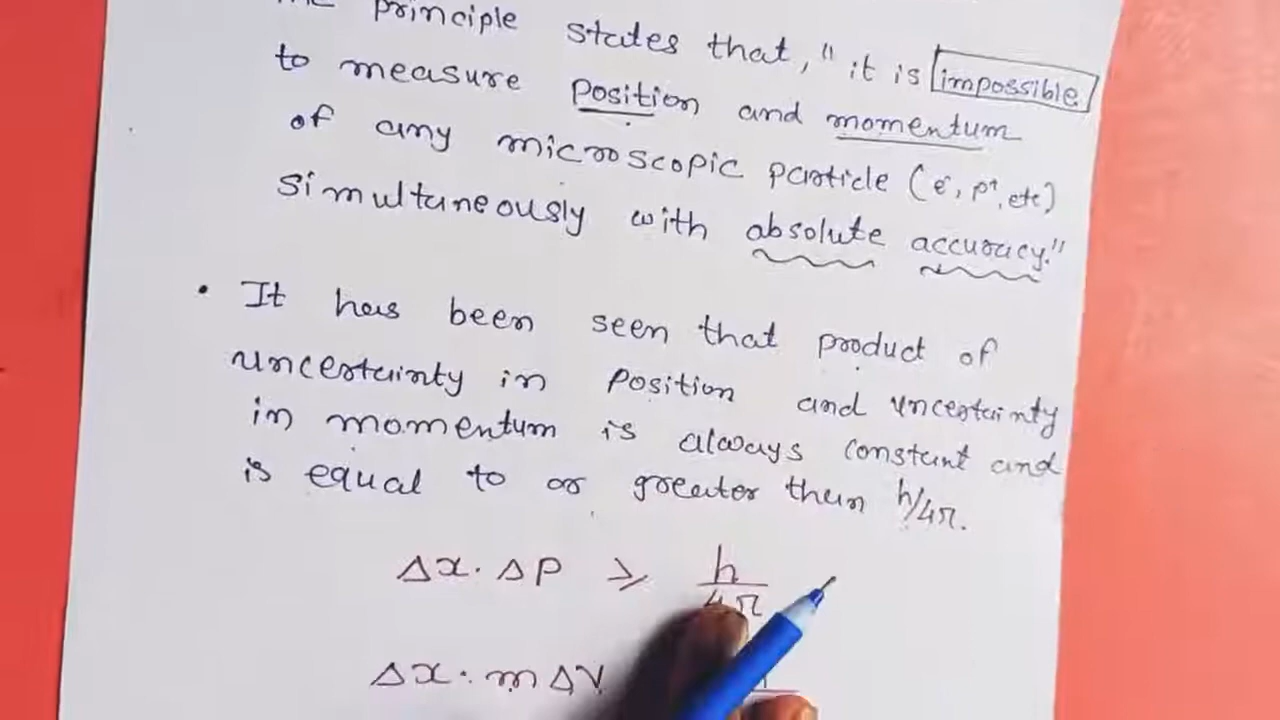 principle states that, "it is impossible
to measure position and momentum
of any microscopic particle (e⁻, p⁺, etc)
simultaneously with absolute accuracy."
• It has been seen that product of
uncertainty in position and uncertainty
in momentum is always constant and
is equal to or greater than h/4π.
Δx · ΔP ≥ h/4π
Δx · mΔV